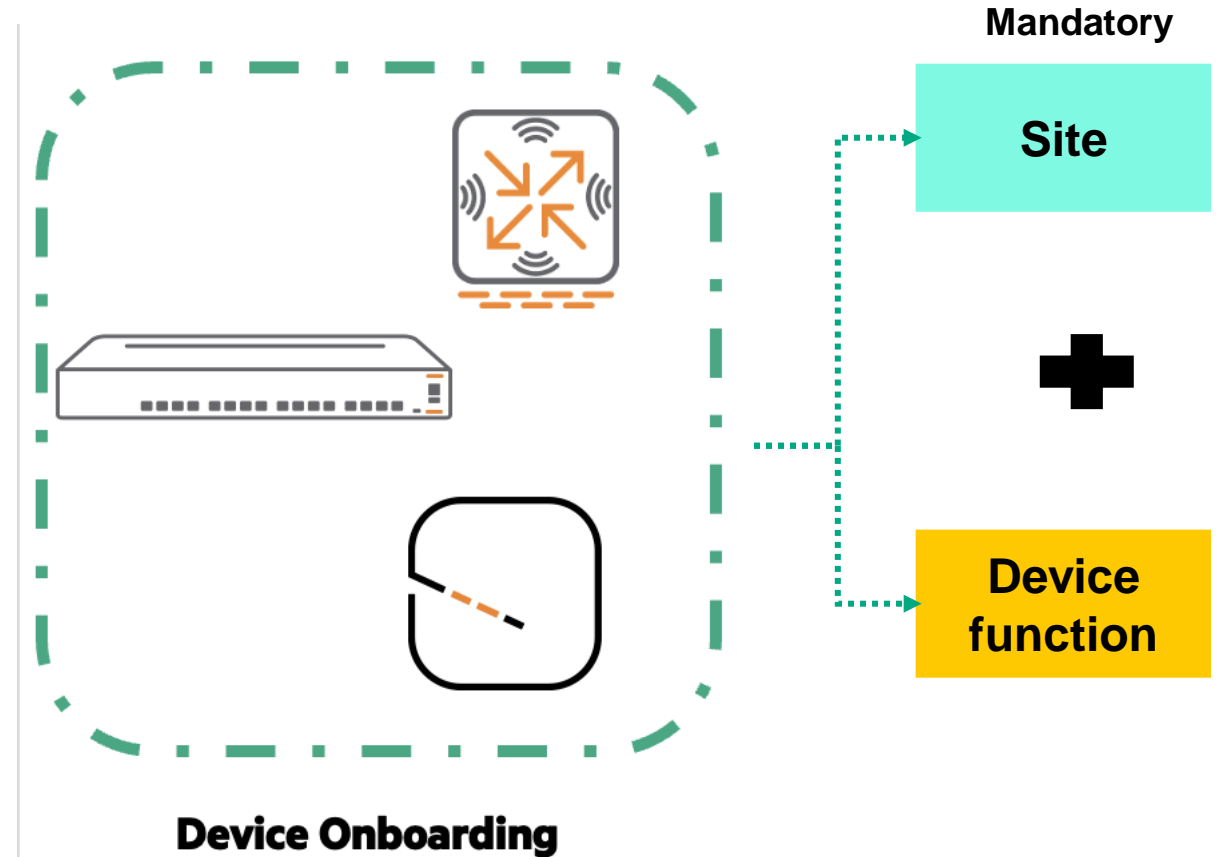 Mandatory
Site
Device
function
Device Onboarding